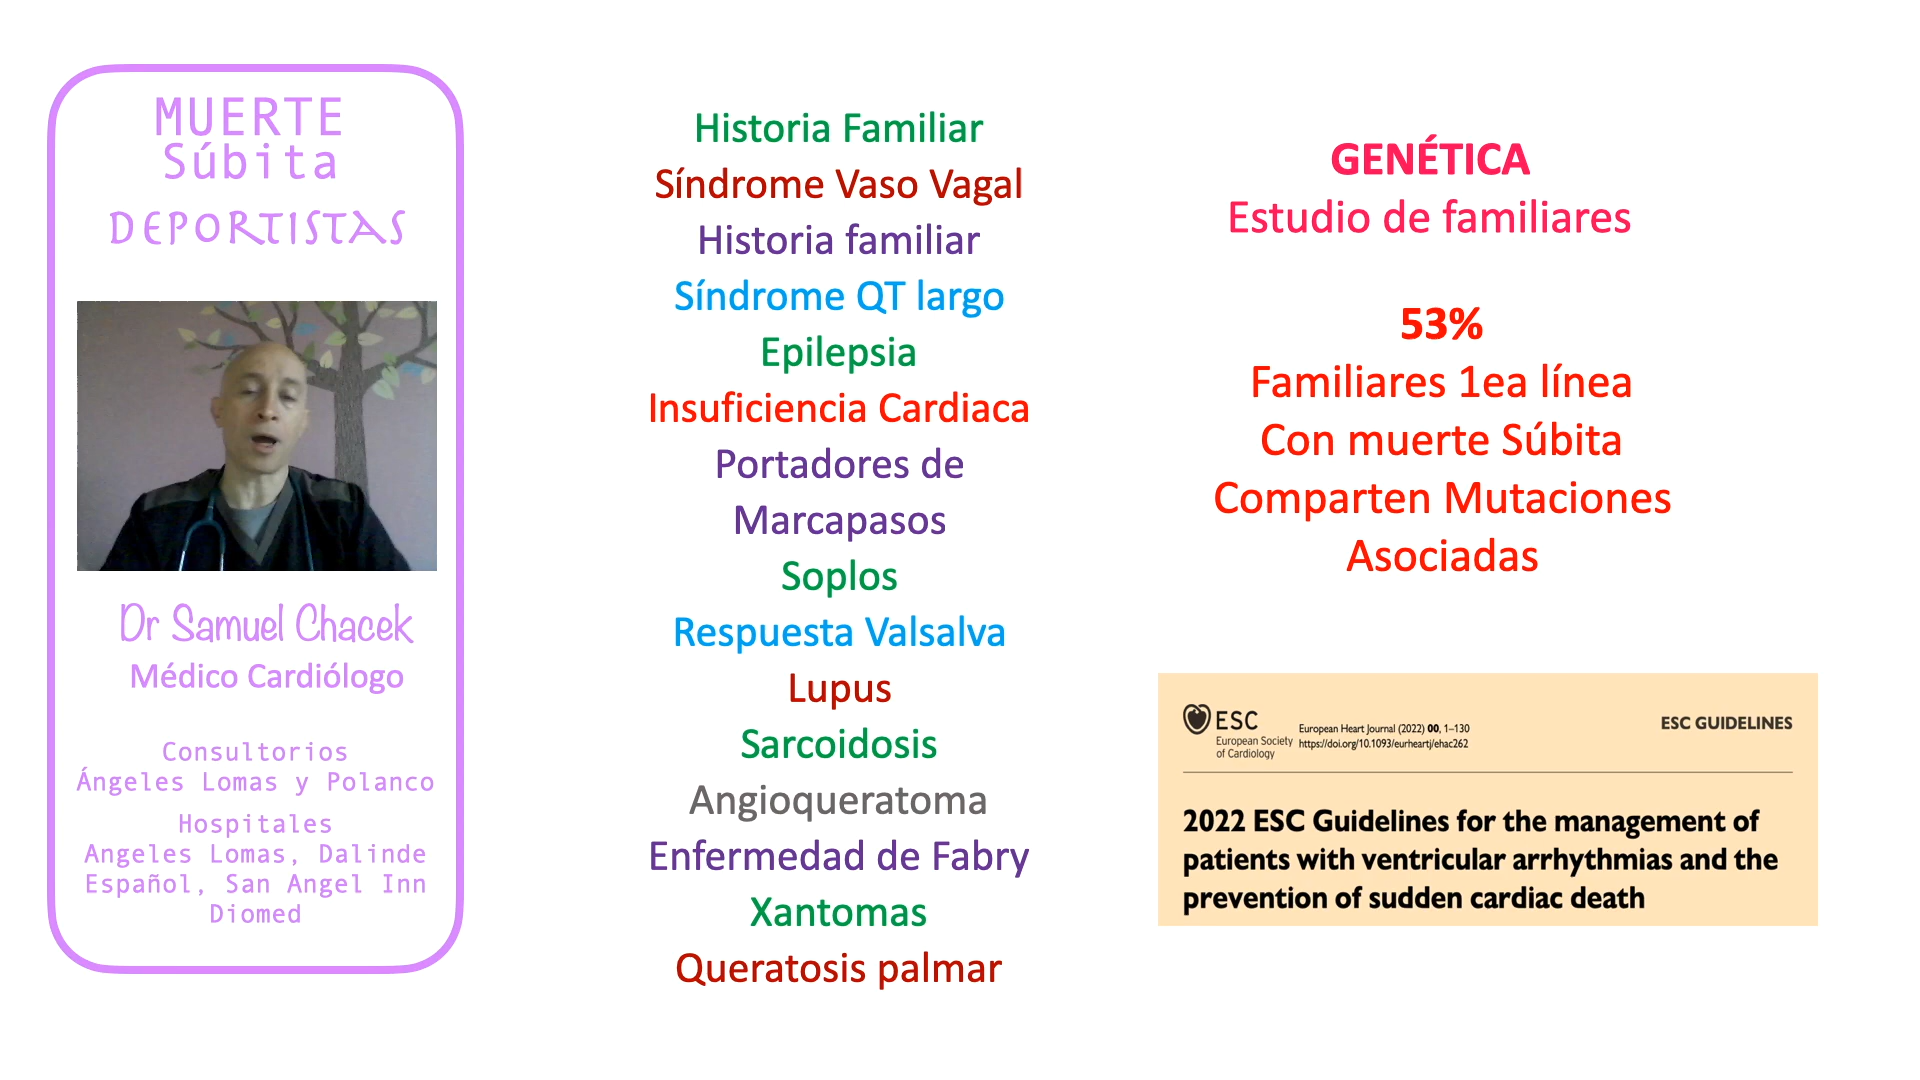 MUERTE
Súbita
DEPORTISTAS
Dr Samuel Chacek
Médico Cardiólogo
Consultorios
Ángeles Lomas y Polanco
Hospitales
Angeles Lomas, Dalinde
Español, San Angel Inn
Diomed
Historia Familiar
Síndrome Vaso Vagal
Historia familiar
Síndrome QT largo
Epilepsia
Insuficiencia Cardiaca
Portadores de
Marcapasos
Soplos
Respuesta Valsalva
Lupus
Sarcoidosis
Angioqueratoma
Enfermedad de Fabry
Xantomas
Queratosis palmar
GENÉTICA
Estudio de familiares
53%
Familiares 1ea línea
Con muerte Súbita
Comparten Mutaciones
Asociadas
ESC
European Society
of Cardiology
European Heart Journal (2022) 00, 1–130
https://doi.org/10.1093/eurheartj/ehac262
ESC GUIDELINES
2022 ESC Guidelines for the management of
patients with ventricular arrhythmias and the
prevention of sudden cardiac death